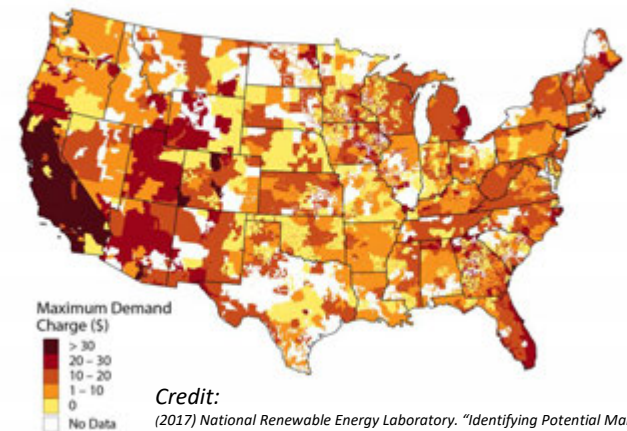 Maximum Demand
Charge ($)
> 30
20 – 30
10 – 20
1 – 10
0
No Data
Credit:
(2017) National Renewable Energy Laboratory. “Identifying Potential Ma